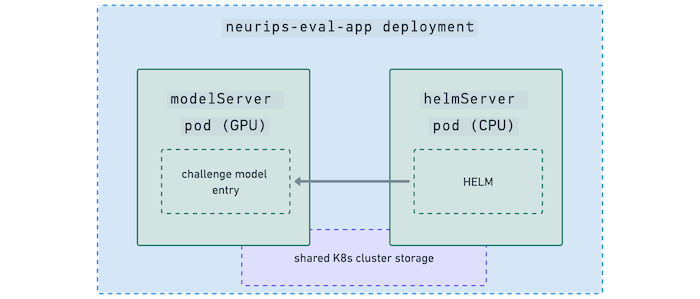 neurips-eval-app deployment
modelServer
pod (GPU)
challenge model
entry
helmServer
pod (CPU)
HELM
shared K8s cluster storage